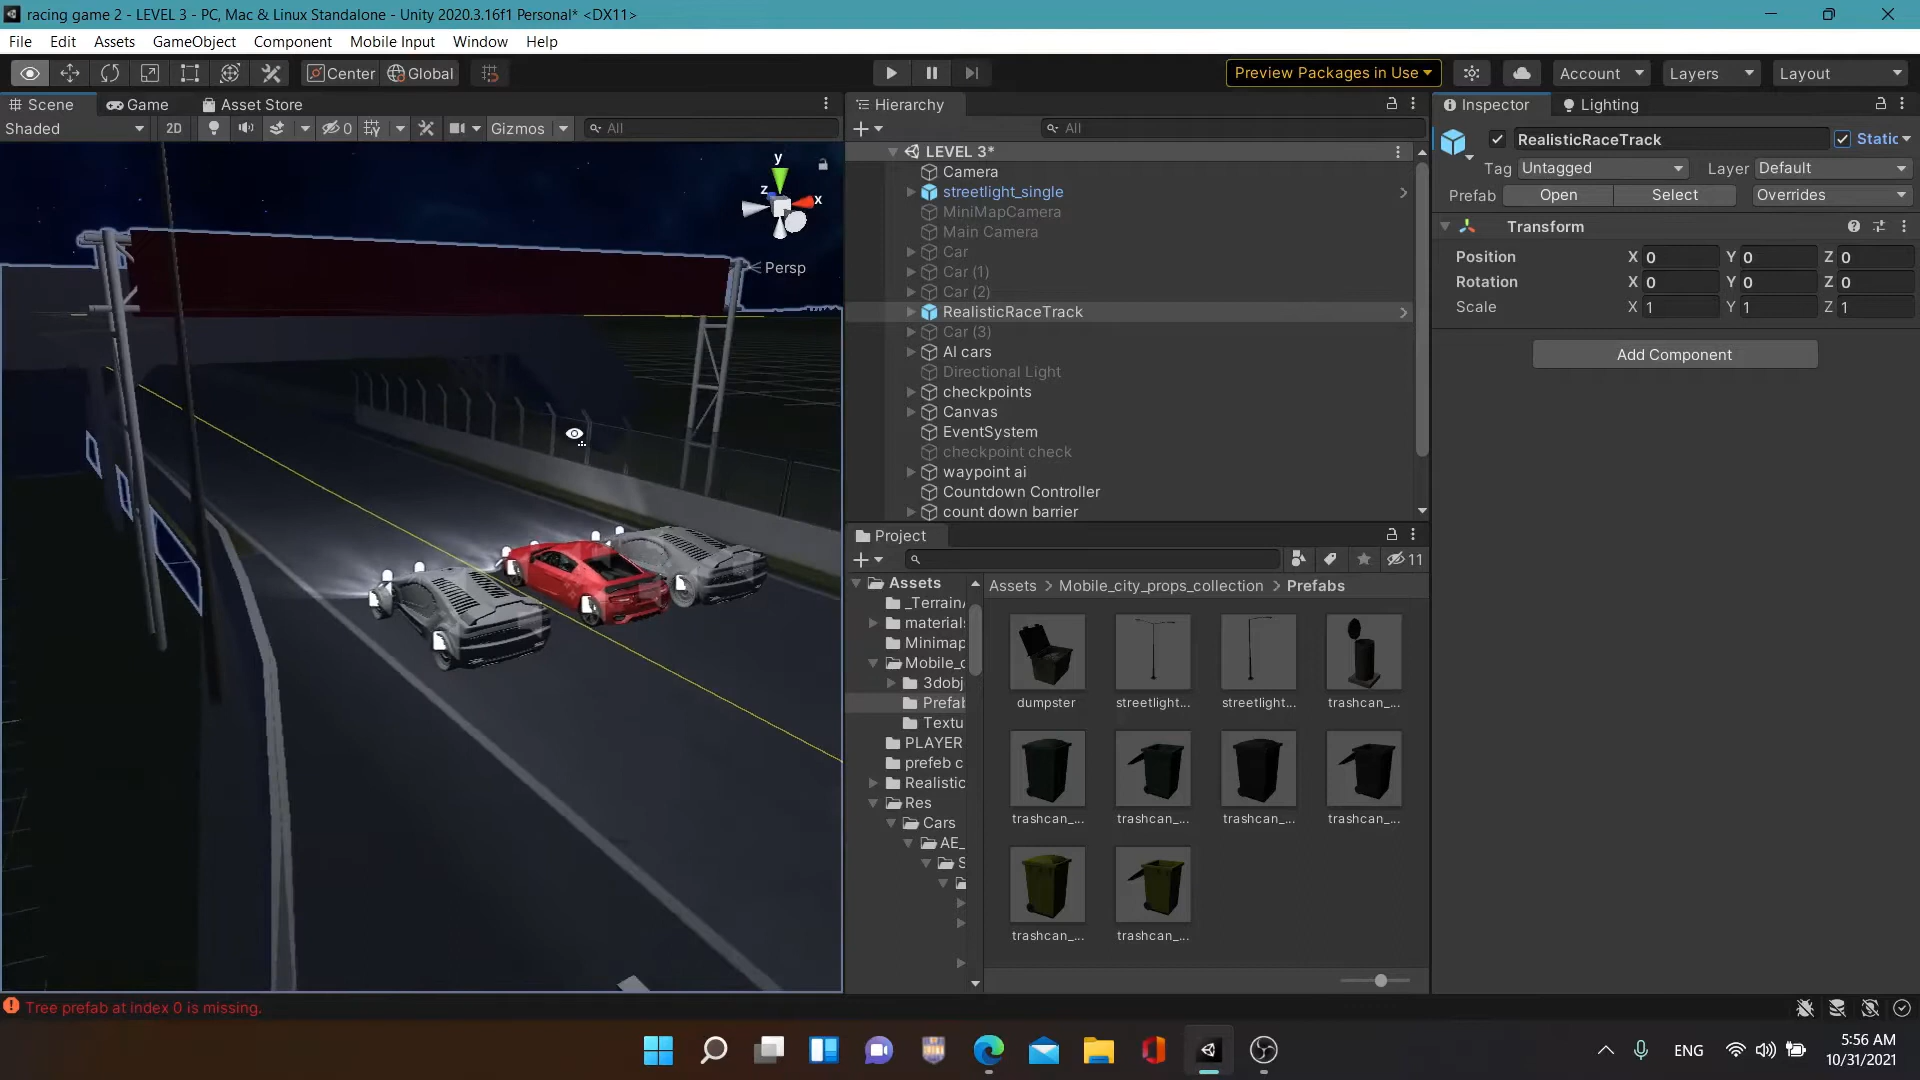 racing game 2 - LEVEL 3 - PC, Mac & Linux Standalone - Unity 2020.3.16f1 Personal* <DX11>
File Edit Assets GameObject Component Mobile Input Window Help
Center Global Preview Packages in Use Account Layers Layout
Scene Game Asset Store
Shaded 2D 0 Gizmos All
y
z
x
Persp
Hierarchy
All
LEVEL 3*
Camera
streetlight_single
MiniMapCamera
Main Camera
Car
Car (1)
Car (2)
RealisticRaceTrack
Car (3)
AI cars
Directional Light
checkpoints
Canvas
EventSystem
checkpoint check
waypoint ai
Countdown Controller
count down barrier
Inspector Lighting
RealisticRaceTrack Static
Tag Untagged Layer Default
Prefab Open Select Overrides
Transform
Position X 0 Y 0 Z 0
Rotation X 0 Y 0 Z 0
Scale X 1 Y 1 Z 1
Add Component
Project
11
Assets
_Terrain
material
Minimap
Mobile_c
3dobj
Prefab
Textu
PLAYER
prefeb c
Realistic
Res
Cars
AE_
S
Assets > Mobile_city_props_collection > Prefabs
dumpster streetlight... streetlight... trashcan_...
trashcan_... trashcan_... trashcan_... trashcan_...
trashcan_... trashcan_...
Tree prefab at index 0 is missing.
ENG
5:56 AM
10/31/2021